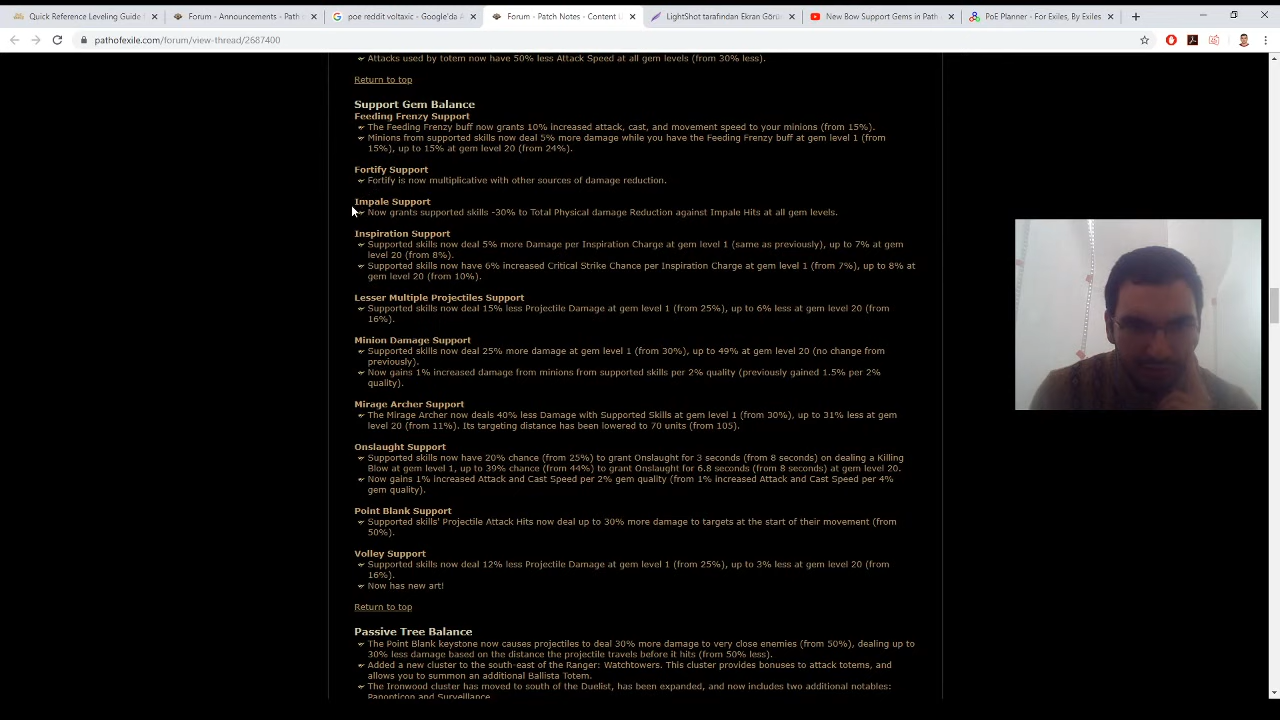 Quick Reference Leveling Guide
Forum - Announcements - Path
poe reddit voltaxic - Google'da A
Forum - Patch Notes - Content U
LightShot tarafından Ekran Görü
New Bow Support Gems in Path
PoE Planner - For Exiles, By Exiles
pathofexile.com/forum/view-thread/2687400
Attacks used by totem now have 50% less Attack Speed at all gem levels (from 30% less).
Return to top
Support Gem Balance
Feeding Frenzy Support
The Feeding Frenzy buff now grants 10% increased attack, cast, and movement speed to your minions (from 15%).
Minions from supported skills now deal 5% more damage while you have the Feeding Frenzy buff at gem level 1 (from
15%), up to 15% at gem level 20 (from 24%).
Fortify Support
Fortify is now multiplicative with other sources of damage reduction.
Impale Support
Now grants supported skills -30% to Total Physical damage Reduction against Impale Hits at all gem levels.
Inspiration Support
Supported skills now deal 5% more Damage per Inspiration Charge at gem level 1 (same as previously), up to 7% at gem
level 20 (from 8%).
Supported skills now have 6% increased Critical Strike Chance per Inspiration Charge at gem level 1 (from 7%), up to 8% at
gem level 20 (from 10%).
Lesser Multiple Projectiles Support
Supported skills now deal 15% less Projectile Damage at gem level 1 (from 25%), up to 6% less at gem level 20 (from
16%).
Minion Damage Support
Supported skills now deal 25% more damage at gem level 1 (from 30%), up to 49% at gem level 20 (no change from
previously).
Now gains 1% increased damage from minions from supported skills per 2% quality (previously gained 1.5% per 2%
quality).
Mirage Archer Support
The Mirage Archer now deals 40% less Damage with Supported Skills at gem level 1 (from 30%), up to 31% less at gem
level 20 (from 11%). Its targeting distance has been lowered to 70 units (from 105).
Onslaught Support
Supported skills now have 20% chance (from 25%) to grant Onslaught for 3 seconds (from 8 seconds) on dealing a Killing
Blow at gem level 1, up to 39% chance (from 44%) to grant Onslaught for 6.8 seconds (from 8 seconds) at gem level 20.
Now gains 1% increased Attack and Cast Speed per 2% gem quality (from 1% increased Attack and Cast Speed per 4%
gem quality).
Point Blank Support
Supported skills' Projectile Attack Hits now deal up to 30% more damage to targets at the start of their movement (from
50%).
Volley Support
Supported skills now deal 12% less Projectile Damage at gem level 1 (from 25%), up to 3% less at gem level 20 (from
16%).
Now has new art!
Return to top
Passive Tree Balance
The Point Blank keystone now causes projectiles to deal 30% more damage to very close enemies (from 50%), dealing up to
30% less damage based on the distance the projectile travels before it hits (from 50% less).
Added a new cluster to the south-east of the Ranger: Watchtowers. This cluster provides bonuses to attack totems, and
allows you to summon an additional Ballista Totem.
The Ironwood cluster has moved to south of the Duelist, has been expanded, and now includes two additional notables:
Panopticon and Surveillance.